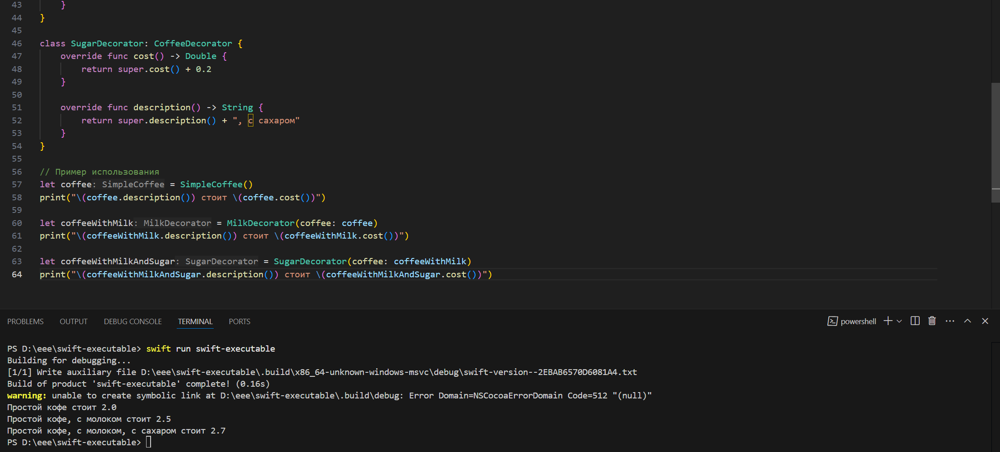 43 }
44 }
45
46 class SugarDecorator: CoffeeDecorator {
47 override func cost() -> Double {
48 return super.cost() + 0.2
49 }
50
51 override func description() -> String {
52 return super.description() + ", с сахаром"
53 }
54 }
55
56 // Пример использования
57 let coffee: SimpleCoffee = SimpleCoffee()
58 print("\(coffee.description()) стоит \(coffee.cost())")
59
60 let coffeeWithMilk: MilkDecorator = MilkDecorator(coffee: coffee)
61 print("\(coffeeWithMilk.description()) стоит \(coffeeWithMilk.cost())")
62
63 let coffeeWithMilkAndSugar: SugarDecorator = SugarDecorator(coffee: coffeeWithMilk)
64 print("\(coffeeWithMilkAndSugar.description()) стоит \(coffeeWithMilkAndSugar.cost())")
PROBLEMS OUTPUT DEBUG CONSOLE TERMINAL PORTS powershell
PS D:\eee\swift-executable> swift run swift-executable
Building for debugging...
[1/1] Write auxiliary file D:\eee\swift-executable\.build\x86_64-unknown-windows-msvc\debug\swift-version--2EBAB6570D6081A4.txt
Build of product 'swift-executable' complete! (0.16s)
warning: unable to create symbolic link at D:\eee\swift-executable\.build\debug: Error Domain=NSCocoaErrorDomain Code=512 "(null)"
Простой кофе стоит 2.0
Простой кофе, с молоком стоит 2.5
Простой кофе, с молоком, с сахаром стоит 2.7
PS D:\eee\swift-executable>